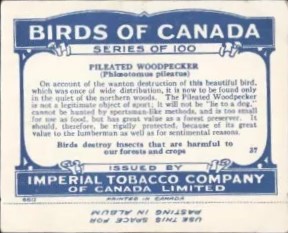 BIRDS OF CANADA
SERIES OF 100
PILEATED WOODPECKER
(Phlœotomus pileatus)
On account of the wanton destruction of this beautiful bird,
which was once of wide distribution, it is now to be found only
in the quiet of the northern woods. The Pileated Woodpecker
is not a legitimate object of sport, It will not be "lie to a dog,"
cannot be hunted by sportsman-like methods, and is too small
for use as food, but has great value as a forest preserver. It
should, therefore, be rigidly protected, because of its great
value to the lumberman as well as for sentimental reasons.
Birds destroy insects that are harmful to
our forests and crops
37
ISSUED BY
IMPERIAL TOBACCO COMPANY
OF CANADA LIMITED
USE THIS SPACE FOR
PASTING IN ALBUM